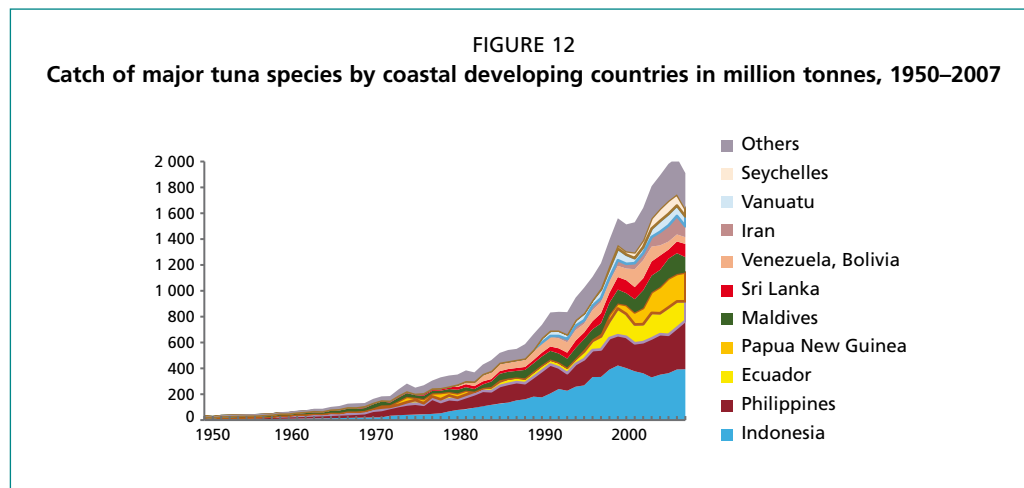 FIGURE 12
Catch of major tuna species by coastal developing countries in million tonnes, 1950–2007
2 000
1 800
1 600
1 400
1 200
1 000
800
600
400
200
0
1950 1960 1970 1980 1990 2000
Others
Seychelles
Vanuatu
Iran
Venezuela, Bolivia
Sri Lanka
Maldives
Papua New Guinea
Ecuador
Philippines
Indonesia